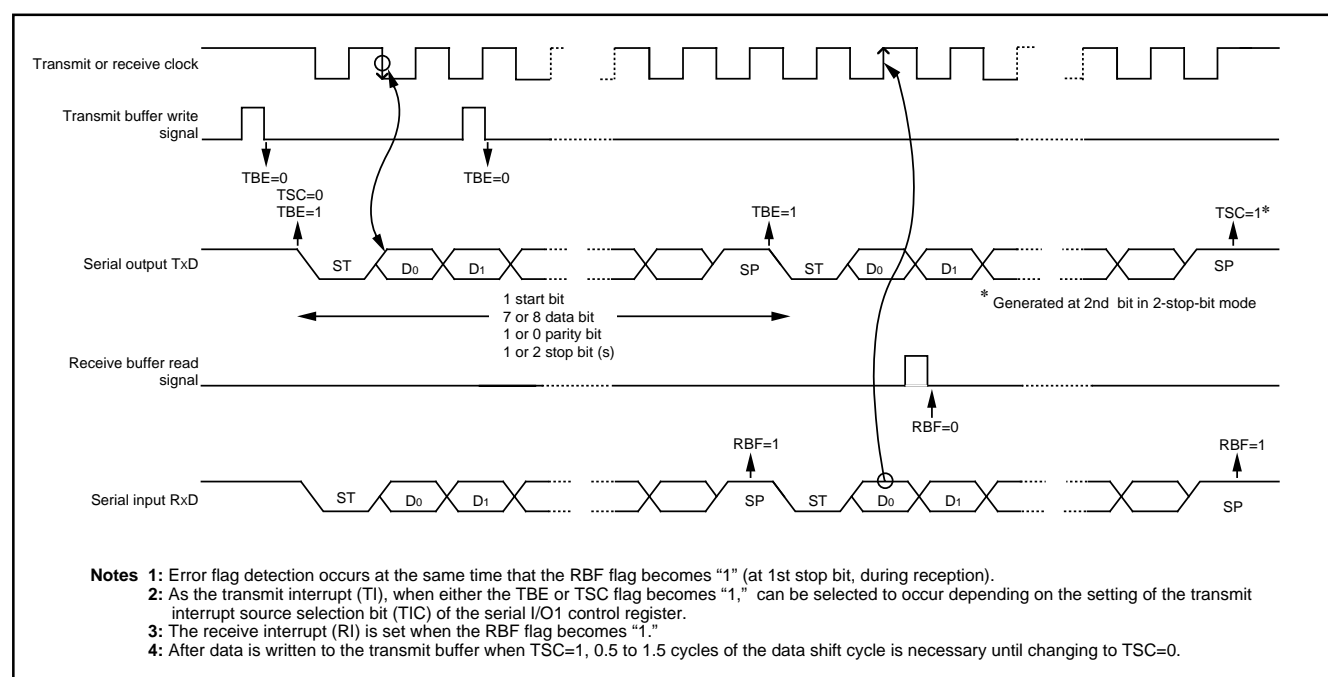 Transmit or receive clock
Transmit buffer write
signal
TBE=0
TBE=0
TSC=0
TBE=1
TBE=1
TSC=1*
Serial output TxD
ST
D0
D1
SP
ST
D0
D1
SP
1 start bit
7 or 8 data bit
1 or 0 parity bit
1 or 2 stop bit (s)
* Generated at 2nd bit in 2-stop-bit mode
Receive buffer read
signal
RBF=0
RBF=1
RBF=1
Serial input RxD
ST
D0
D1
SP
ST
D0
D1
SP
Notes 1: Error flag detection occurs at the same time that the RBF flag becomes “1” (at 1st stop bit, during reception).
2: As the transmit interrupt (TI), when either the TBE or TSC flag becomes “1,” can be selected to occur depending on the setting of the transmit
interrupt source selection bit (TIC) of the serial I/O1 control register.
3: The receive interrupt (RI) is set when the RBF flag becomes “1.”
4: After data is written to the transmit buffer when TSC=1, 0.5 to 1.5 cycles of the data shift cycle is necessary until changing to TSC=0.